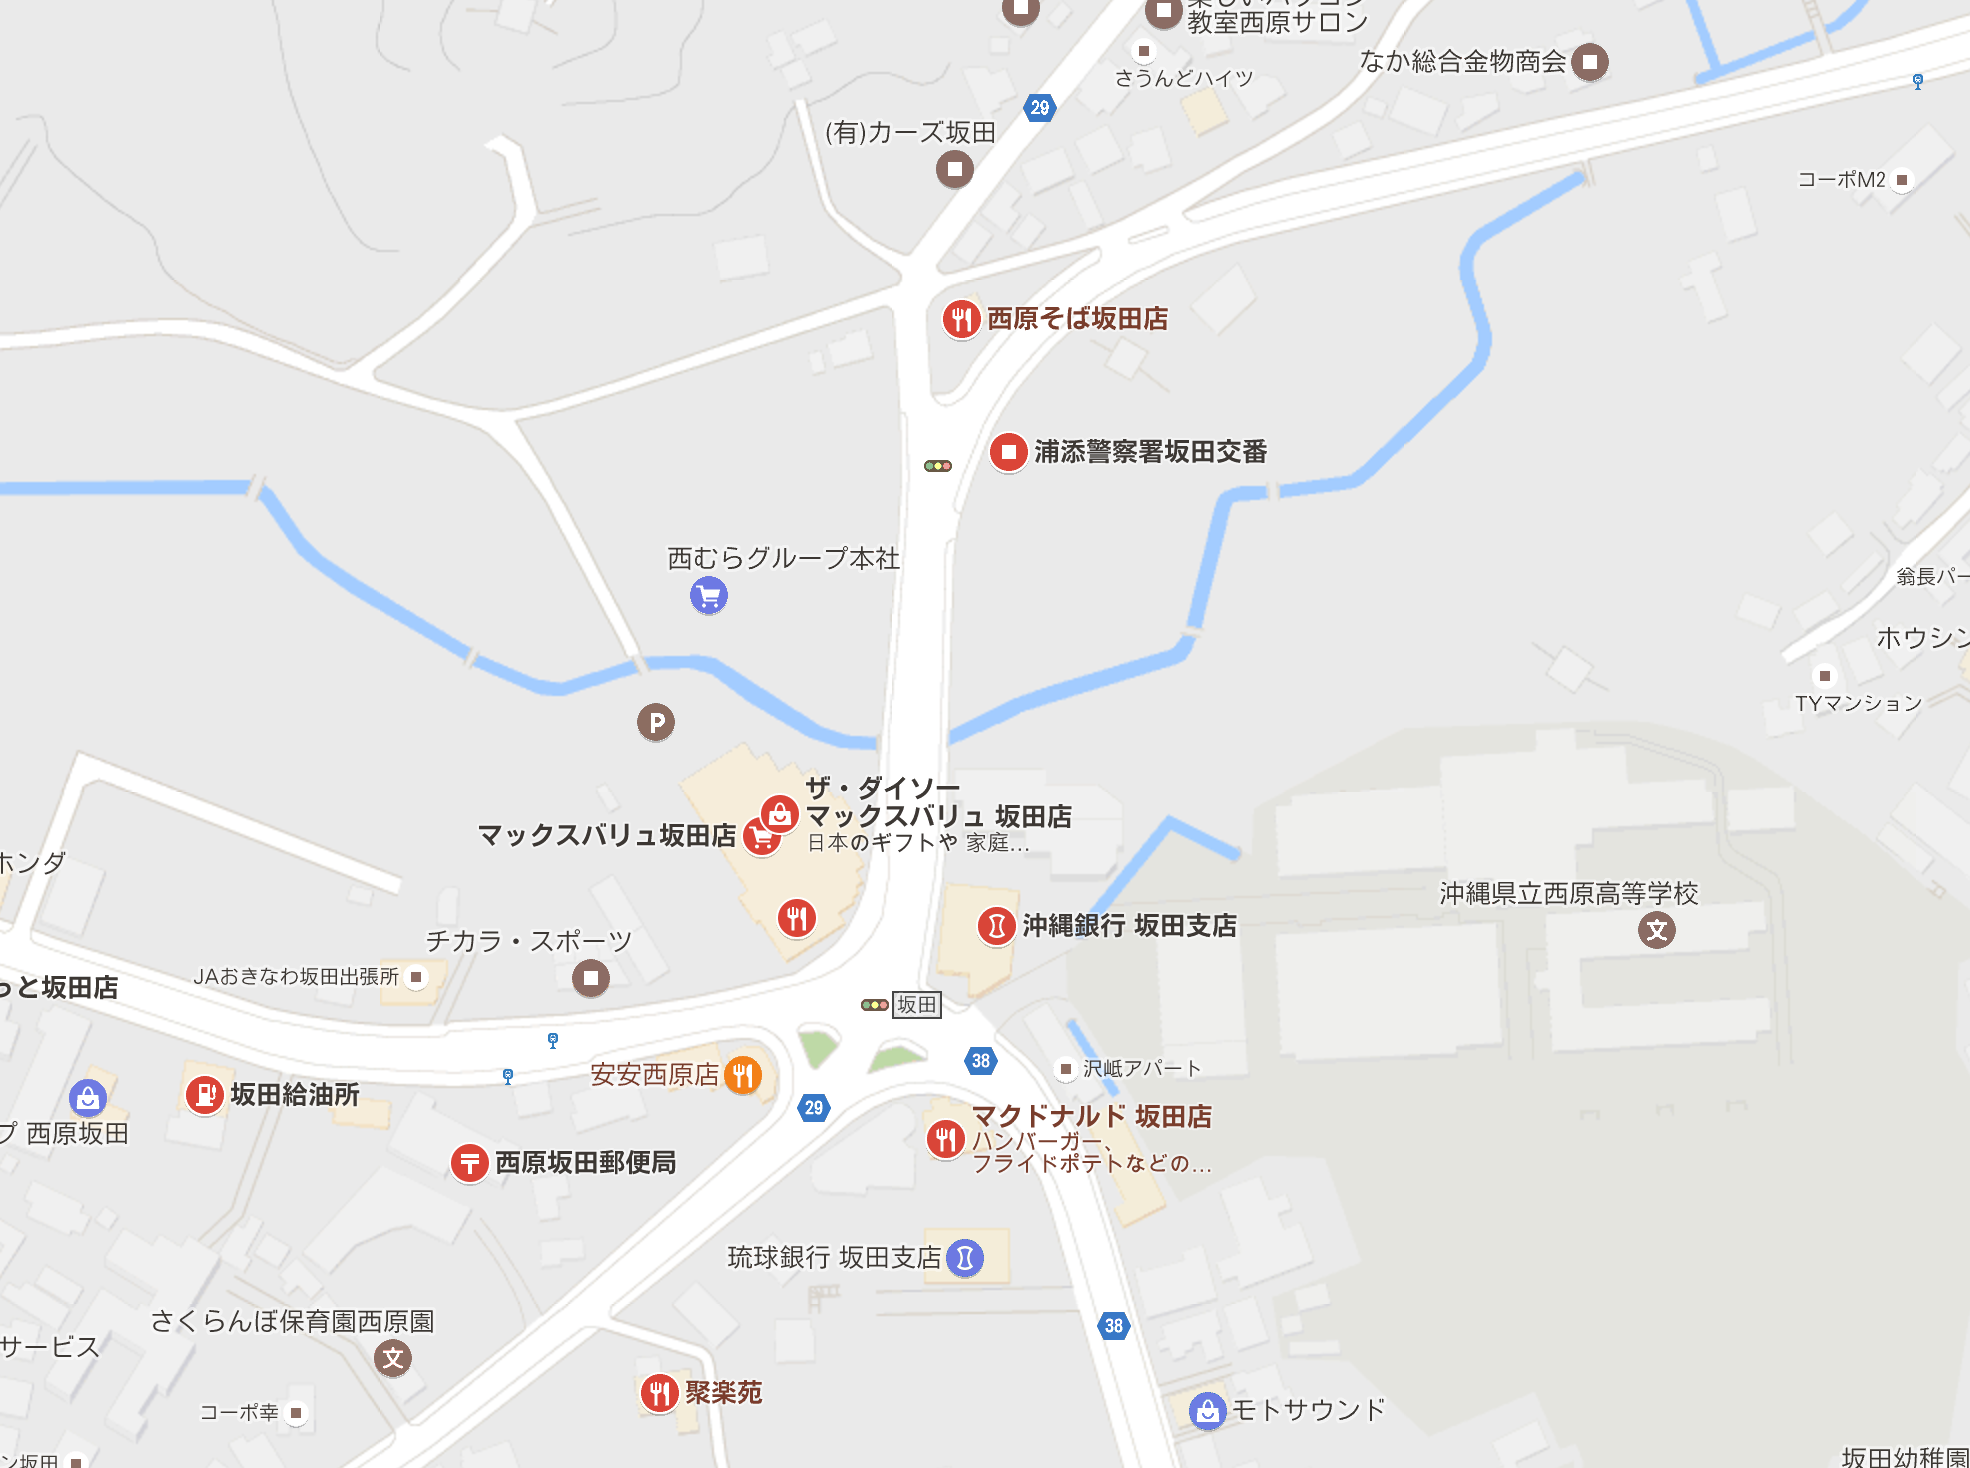 教室西原サロン
さうんどハイツ
なか総合金物商会
29
(有)カーズ坂田
コーポM2
西原そば坂田店
浦添警察署坂田交番
西むらグループ本社
翁長パー
ホウシン
TYマンション
P
ザ・ダイソー
マックスバリュ 坂田店
日本のギフトや 家庭...
マックスバリュ坂田店
ホンダ
沖縄県立西原高等学校
文
沖縄銀行 坂田支店
チカラ・スポーツ
JAおきなわ坂田出張所
っと坂田店
坂田
38
沢岻アパート
安安西原店
坂田給油所
29
プ 西原坂田
マクドナルド 坂田店
ハンバーガー、
フライドポテトなどの...
〒
西原坂田郵便局
琉球銀行 坂田支店
さくらんぼ保育園西原園
文
38
サービス
聚楽苑
コーポ幸
モトサウンド
ン坂田
坂田幼稚園